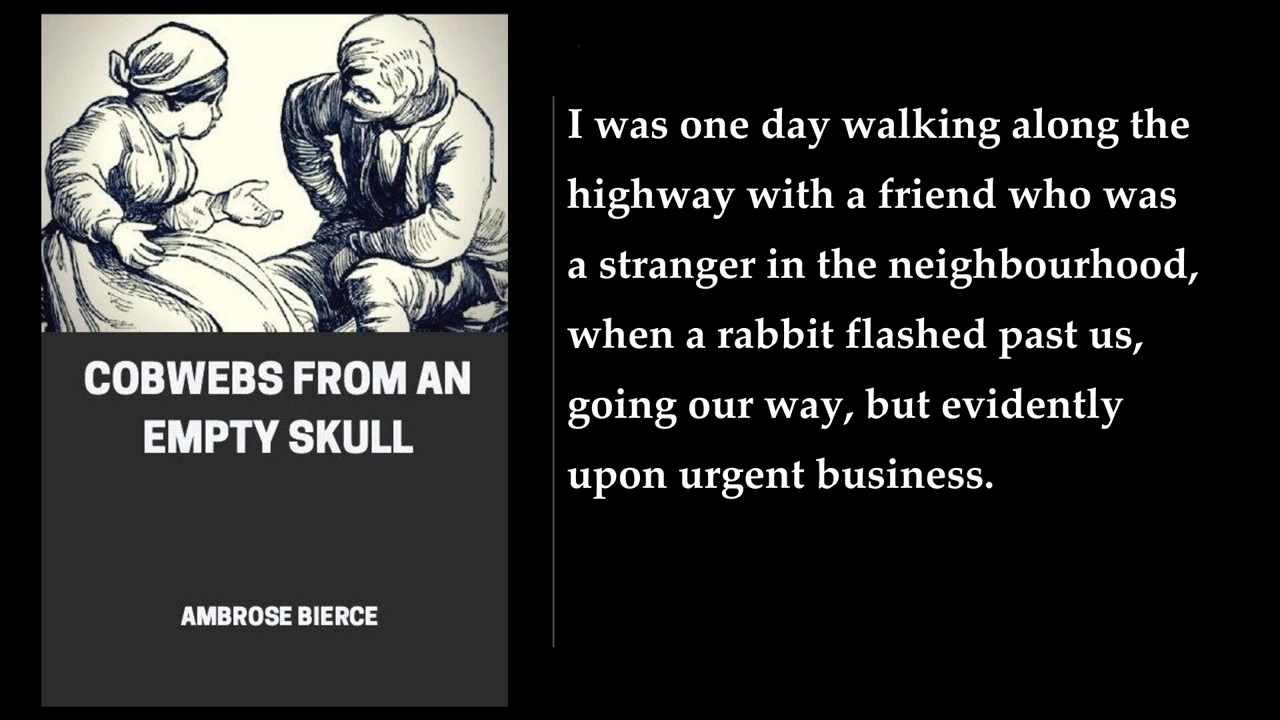 COBWEBS FROM AN
EMPTY SKULL
AMBROSE BIERCE
I was one day walking along the
highway with a friend who was
a stranger in the neighbourhood,
when a rabbit flashed past us,
going our way, but evidently
upon urgent business.